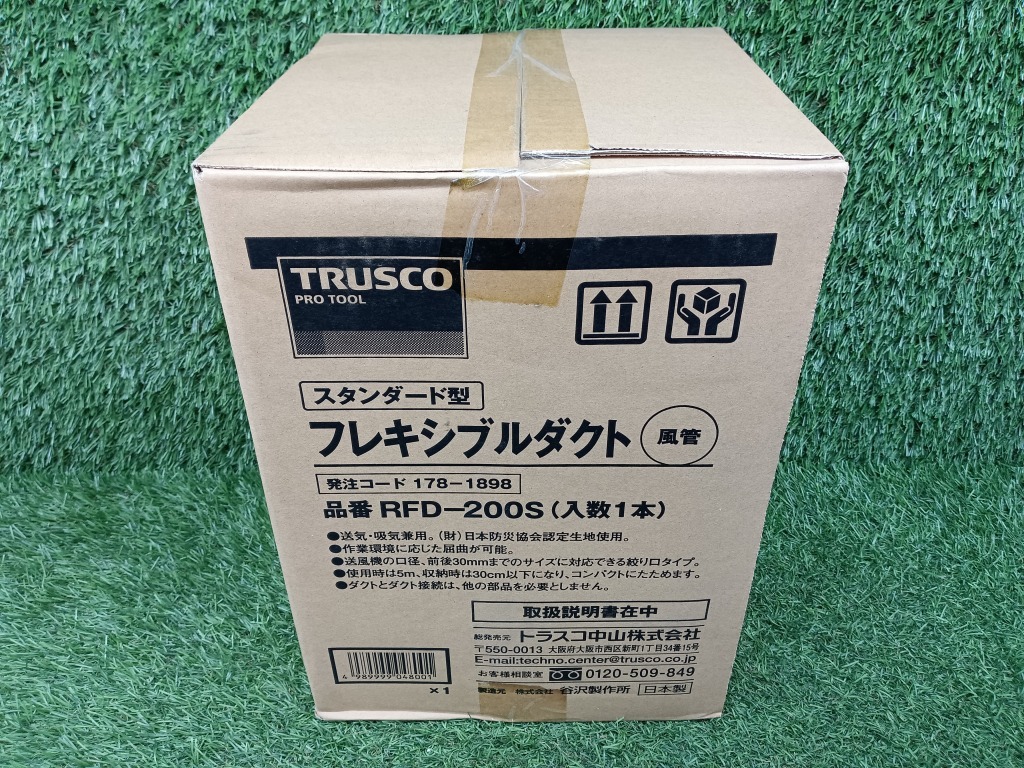 TRUSCO
PRO TOOL
スタンダード型
フレキシブルダクト 風管
発注コード 178-1898
品番 RFD-200S(入数1本)
●送気・吸気兼用。(財)日本防災協会認定生地使用。
●作業環境に応じた屈曲が可能。
●送風機の口径、前後30mmまでのサイズに対応できる絞り口タイプ。
●使用時は5m、収納時は30cm以下になり、コンパクトにたためます。
●ダクトとダクト接続は、他の部品を必要としません。
取扱説明書在中
総発売元 トラスコ中山株式会社
〒550-0013 大阪府大阪市西区新町1丁目34番15号
E-mail:techno.center@trusco.co.jp
お客様相談室 0120-509-849
製造元 株式会社 谷沢製作所 日本製
4 989999 048001
×1